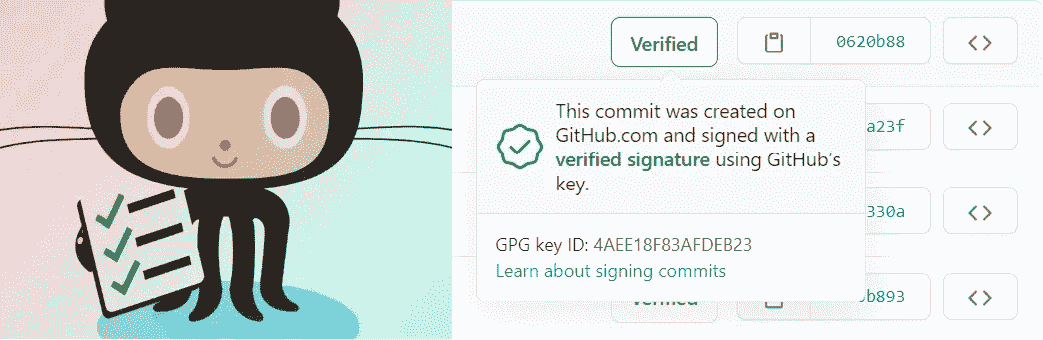 Verified
0620b88
This commit was created on
GitHub.com and signed with a
verified signature using GitHub's
key.
a23f
330a
GPG key ID: 4AEE18F83AFDEB23
Learn about signing commits
Verified
b893